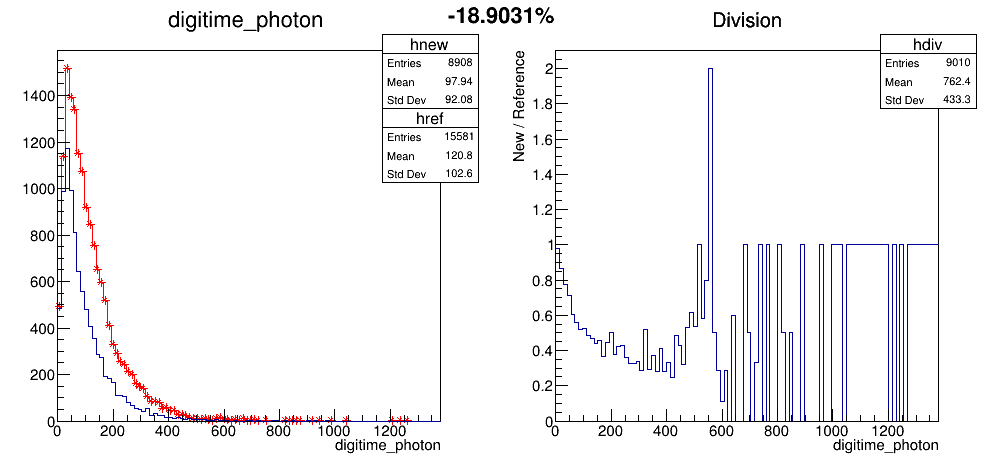 -18.9031%
digitime_photon
hnew
Entries 8908
Mean 97.94
Std Dev 92.08
href
Entries 15581
Mean 120.8
Std Dev 102.6
1400
1200
1000
800
600
400
200
0
0 200 400 600 800 1000 1200
digitime_photon
Division
hdiv
Entries 9010
Mean 762.4
Std Dev 433.3
New / Reference
2
1.8
1.6
1.4
1.2
1
0.8
0.6
0.4
0.2
0
0 200 400 600 800 1000 1200
digitime_photon